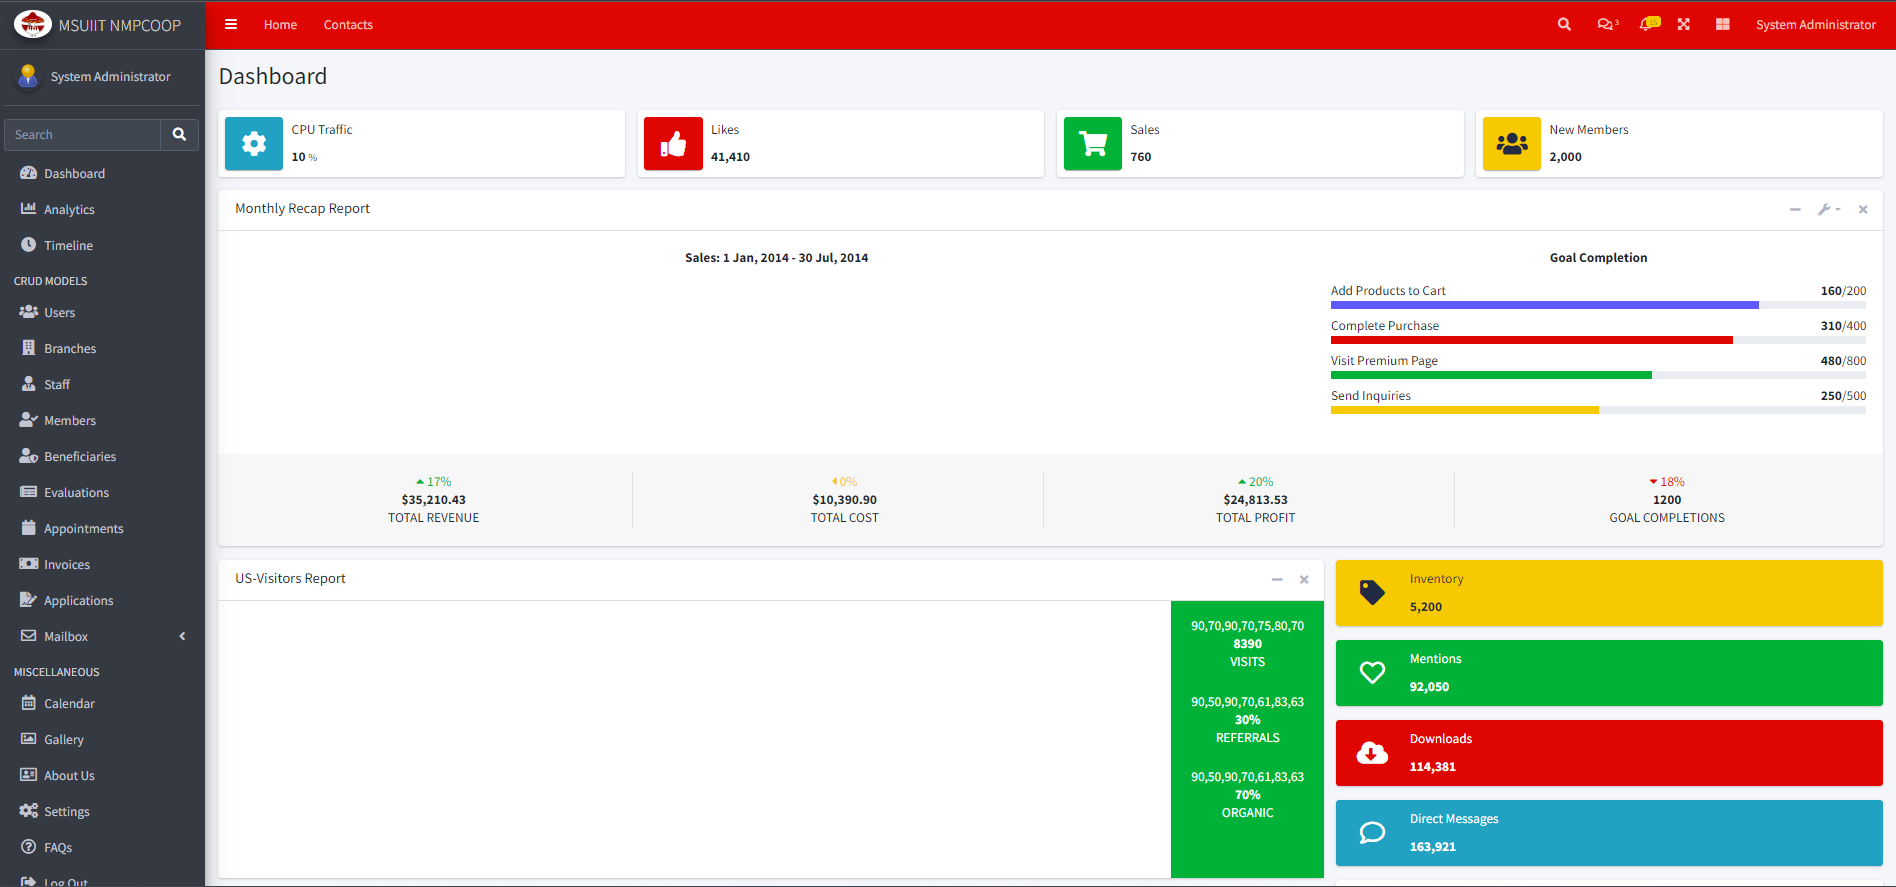 MSUIIT NMPCOOP
Home
Contacts
3
15
System Administrator
System Administrator
Search
Dashboard
Analytics
Timeline
CRUD MODELS
Users
Branches
Staff
Members
Beneficiaries
Evaluations
Appointments
Invoices
Applications
Mailbox
MISCELLANEOUS
Calendar
Gallery
About Us
Settings
FAQs
Log Out
Dashboard
CPU Traffic
10 %
Likes
41,410
Sales
760
New Members
2,000
Monthly Recap Report
Sales: 1 Jan, 2014 - 30 Jul, 2014
Goal Completion
Add Products to Cart 160/200
Complete Purchase 310/400
Visit Premium Page 480/800
Send Inquiries 250/500
17%
$35,210.43
TOTAL REVENUE
0%
$10,390.90
TOTAL COST
20%
$24,813.53
TOTAL PROFIT
18%
1200
GOAL COMPLETIONS
US-Visitors Report
90,70,90,70,75,80,70
8390
VISITS
90,50,90,70,61,83,63
30%
REFERRALS
90,50,90,70,61,83,63
70%
ORGANIC
Inventory
5,200
Mentions
92,050
Downloads
114,381
Direct Messages
163,921